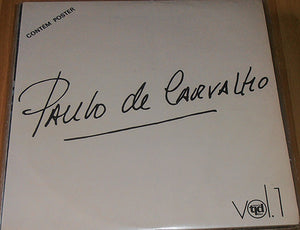 CONTÉM POSTER
PAULO de CARVALHO
vol. 1